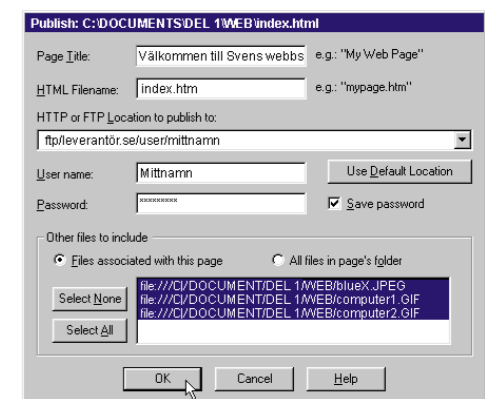 Publish: C:\DOCUMENTS\DEL 1\WEB\index.html
Page Title: Välkommen till Svens webbs e.g.: "My Web Page"
HTML Filename: index.htm e.g.: "mypage.htm"
HTTP or FTP Location to publish to:
ftp/leverantör.se/user/mittnamn
User name: Mittnamn Use Default Location
Password: ********* Save password
Other files to include
Files associated with this page All files in page's folder
Select None
Select All
file:///C|/DOCUMENT/DEL 1/WEB/blueX.JPEG
file:///C|/DOCUMENT/DEL 1/WEB/computer1.GIF
file:///C|/DOCUMENT/DEL 1/WEB/computer2.GIF
OK Cancel Help